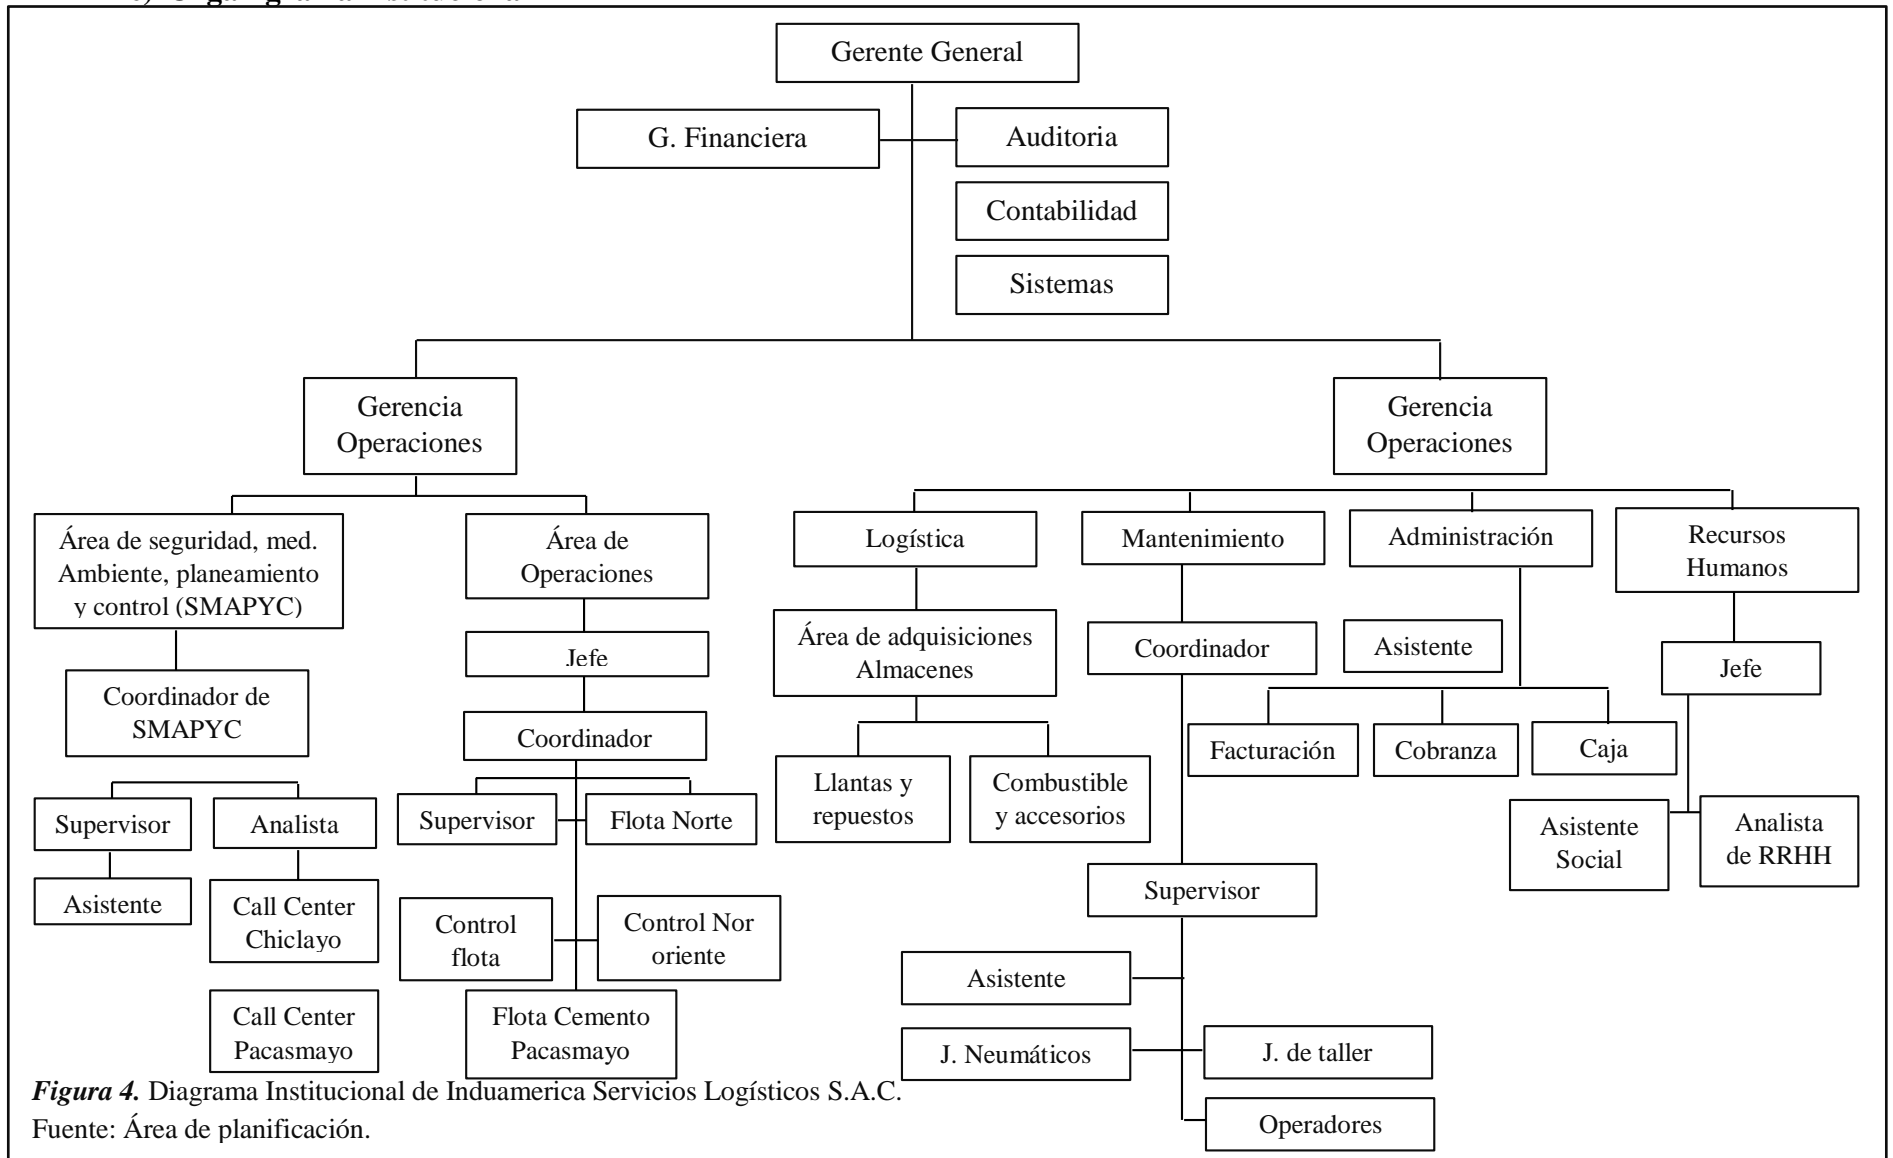 Gerente General
G. Financiera
Auditoria
Contabilidad
Sistemas
Gerencia
Operaciones
Gerencia
Operaciones
Área de seguridad, med.
Ambiente, planeamiento
y control (SMAPYC)
Área de
Operaciones
Logística
Mantenimiento
Administración
Recursos
Humanos
Jefe
Área de adquisiciones
Almacenes
Coordinador
Asistente
Jefe
Coordinador de
SMAPYC
Coordinador
Facturación
Cobranza
Caja
Llantas y
repuestos
Combustible
y accesorios
Supervisor
Analista
Supervisor
Flota Norte
Asistente
Social
Analista
de RRHH
Asistente
Call Center
Chiclayo
Control
flota
Control Nor
oriente
Supervisor
Asistente
Call Center
Pacasmayo
Flota Cemento
Pacasmayo
J. Neumáticos
J. de taller
Operadores
Figura 4. Diagrama Institucional de Induamerica Servicios Logísticos S.A.C.
Fuente: Área de planificación.